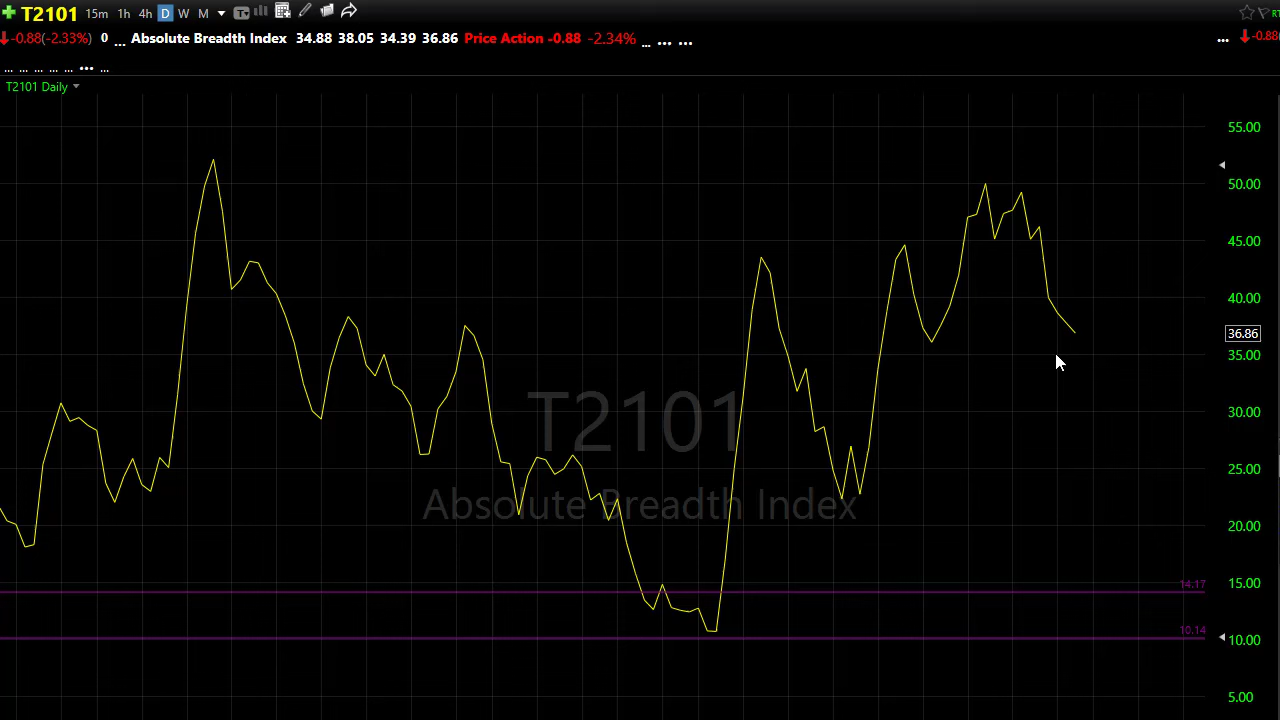 T2101 15m 1h 4h D W M T RT
-0.88(-2.33%) 0 ... Absolute Breadth Index 34.88 38.05 34.39 36.86 Price Action -0.88 -2.34% ... ... ... ... -0.88
... ... ... ... ... ... ...
T2101 Daily
55.00
50.00
45.00
40.00
36.86
35.00
T2101
30.00
25.00
Absolute Breadth Index
20.00
14.17
15.00
10.14
10.00
5.00